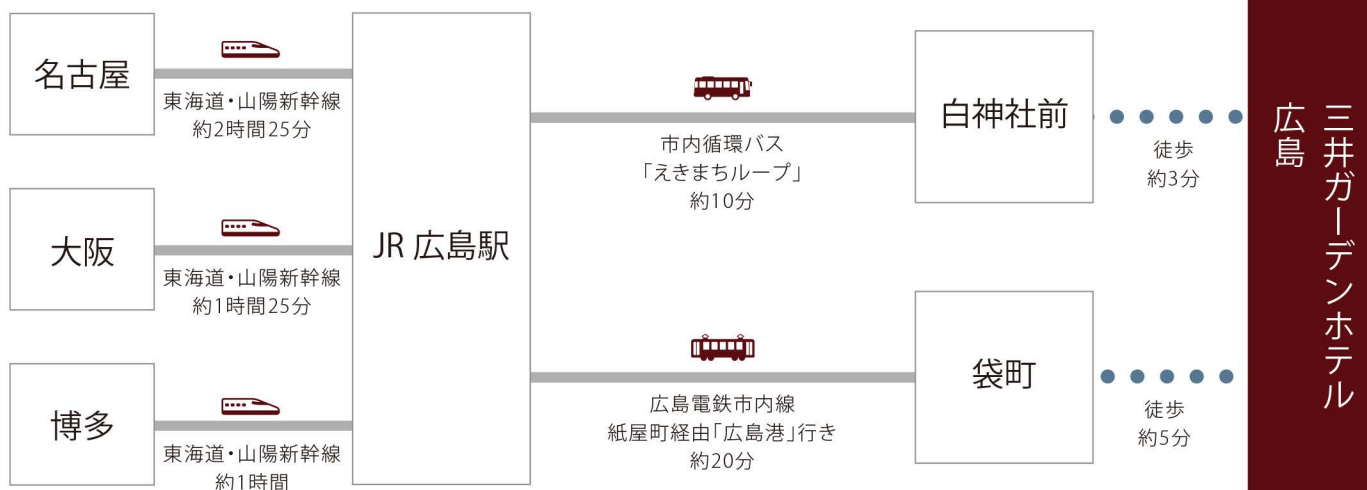 名古屋
東海道・山陽新幹線
約2時間25分
大阪
東海道・山陽新幹線
約1時間25分
博多
東海道・山陽新幹線
約1時間
JR 広島駅
市内循環バス
「えきまちループ」
約10分
白神社前
徒歩
約3分
広島電鉄市内線
紙屋町経由「広島港」行き
約20分
袋町
徒歩
約5分
三井ガーデンホテル
広島